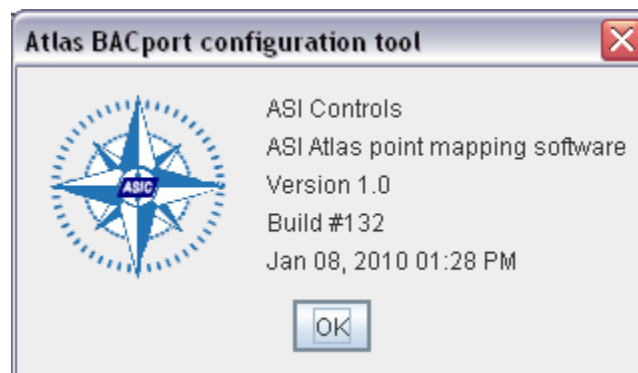 Atlas BACport configuration tool
ASI Controls
ASI Atlas point mapping software
Version 1.0
ASIC
Build #132
Jan 08, 2010 01:28 PM
OK